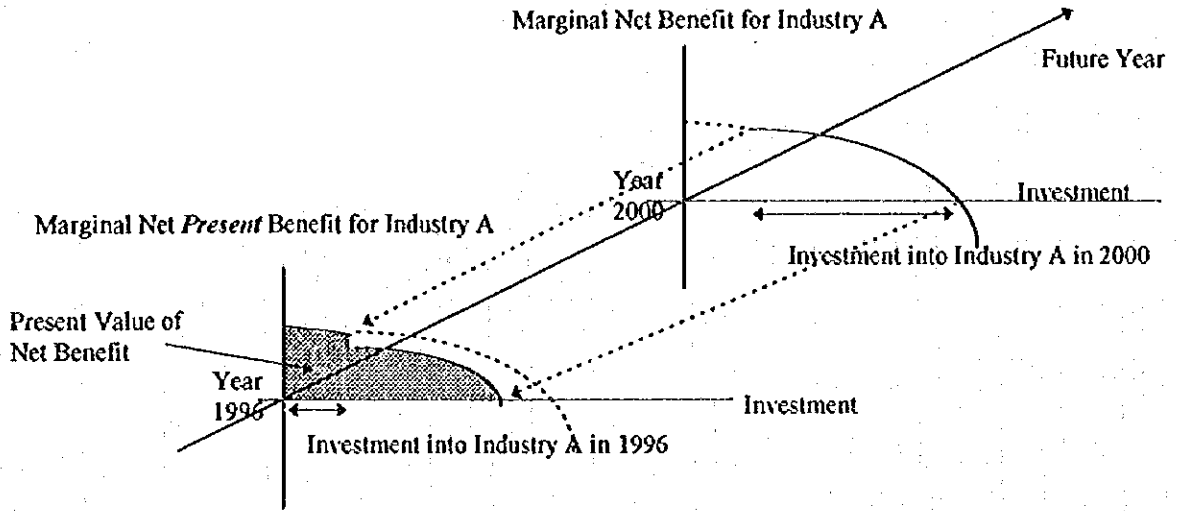 Marginal Net Benefit for Industry A
Future Year
Year
2000
Investment
Marginal Net Present Benefit for Industry A
Investment into Industry A in 2000
Present Value of
Net Benefit
Year
1996
Investment
Investment into Industry A in 1996